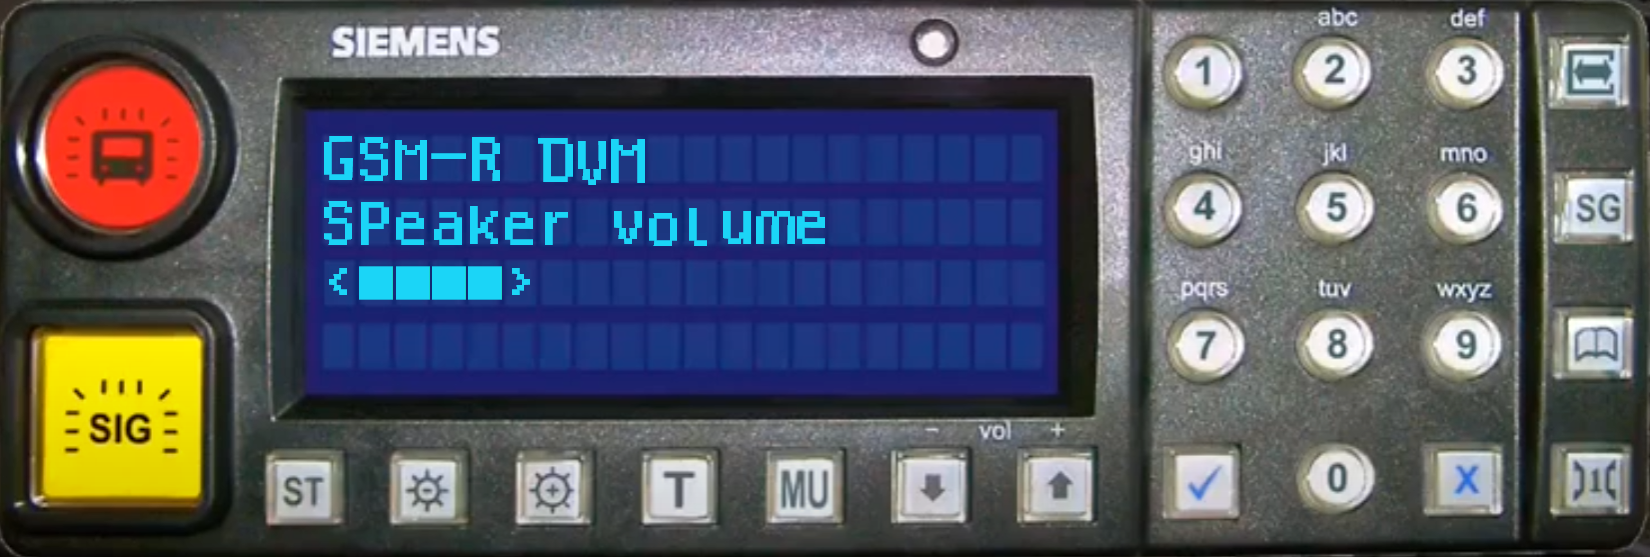 SIEMENS
GSM-R DVM
SPeaker volume
<████>
SIG
ST
T
MU
- vol +
abc def
1 2 3
ghi jkl mno
4 5 6
pqrs tuv wxyz
7 8 9
0 X
SG
1